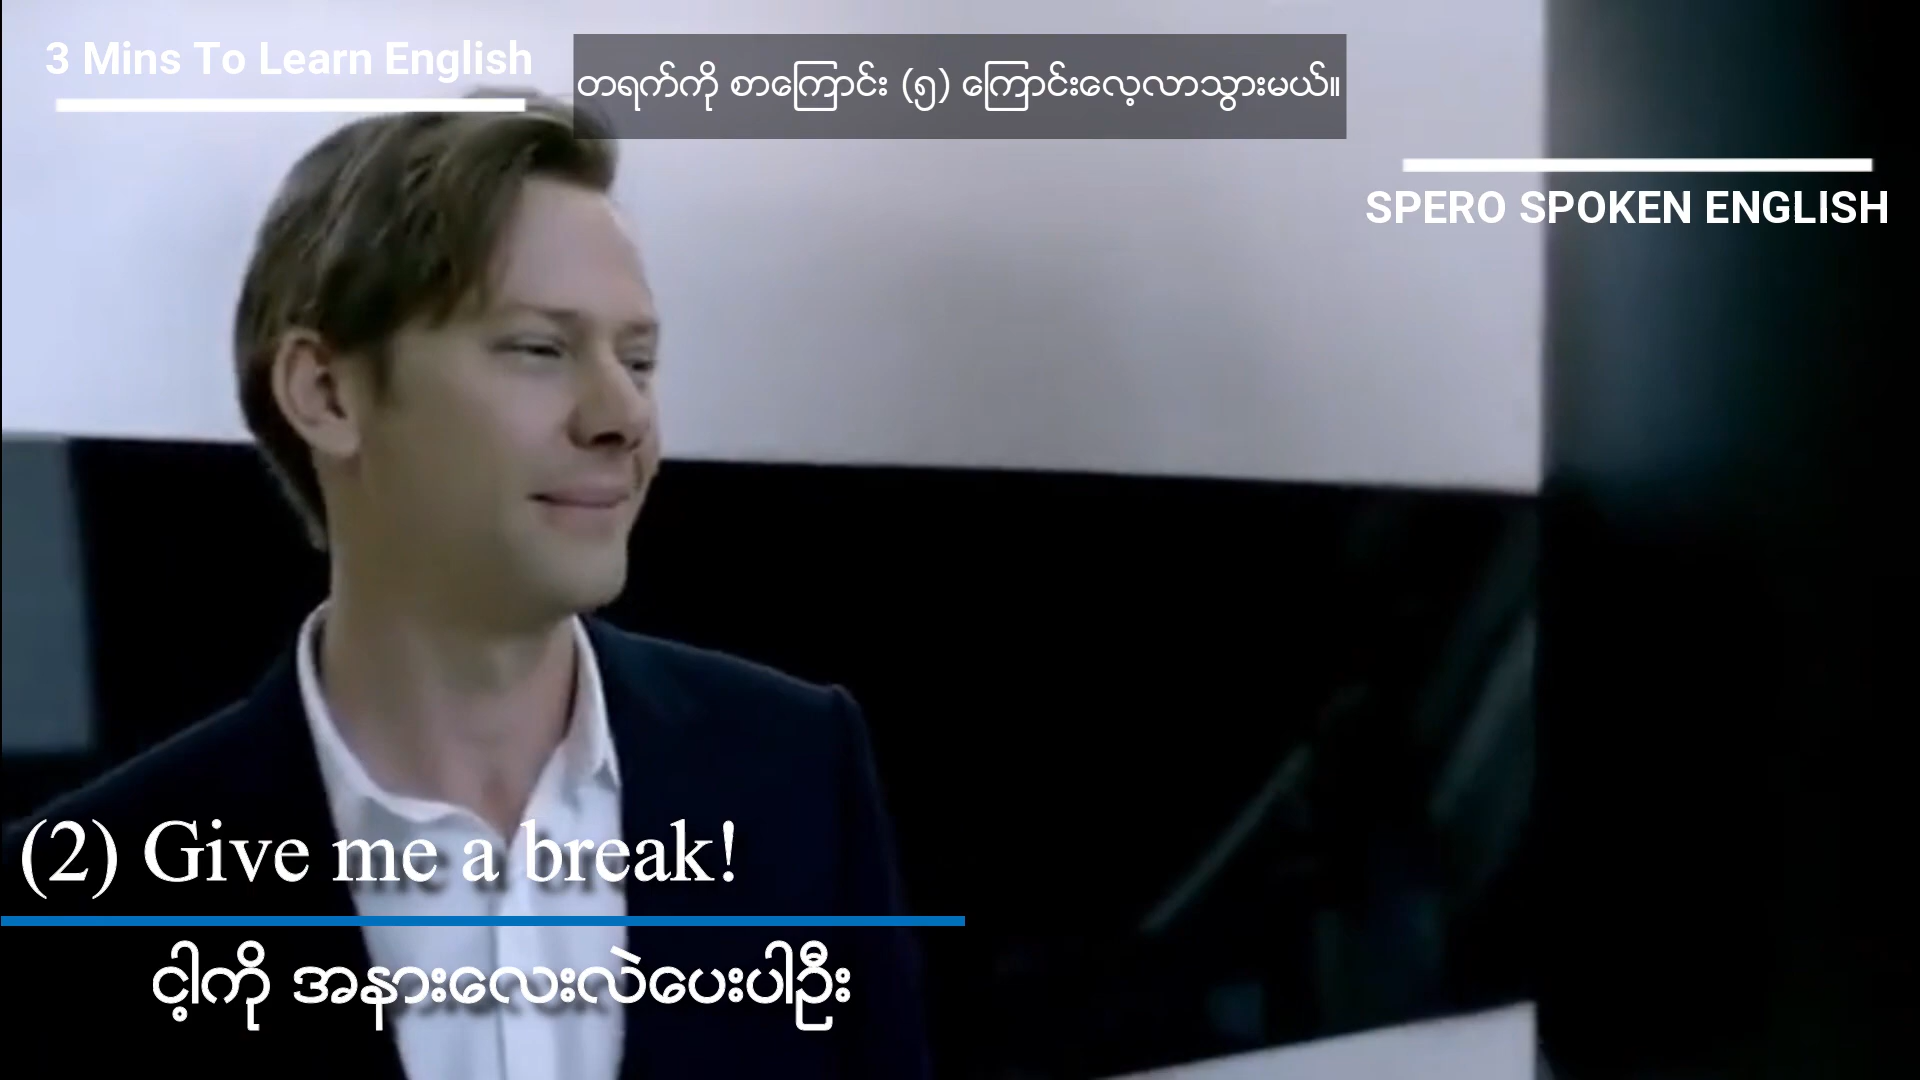 3 Mins To Learn English
တရက်ကို စာကြောင်း (၅) ကြောင်းလေ့လာသွားမယ်။
SPERO SPOKEN ENGLISH
(2) Give me a break!
ငါ့ကို အနားလေးလဲပေးပါဦး